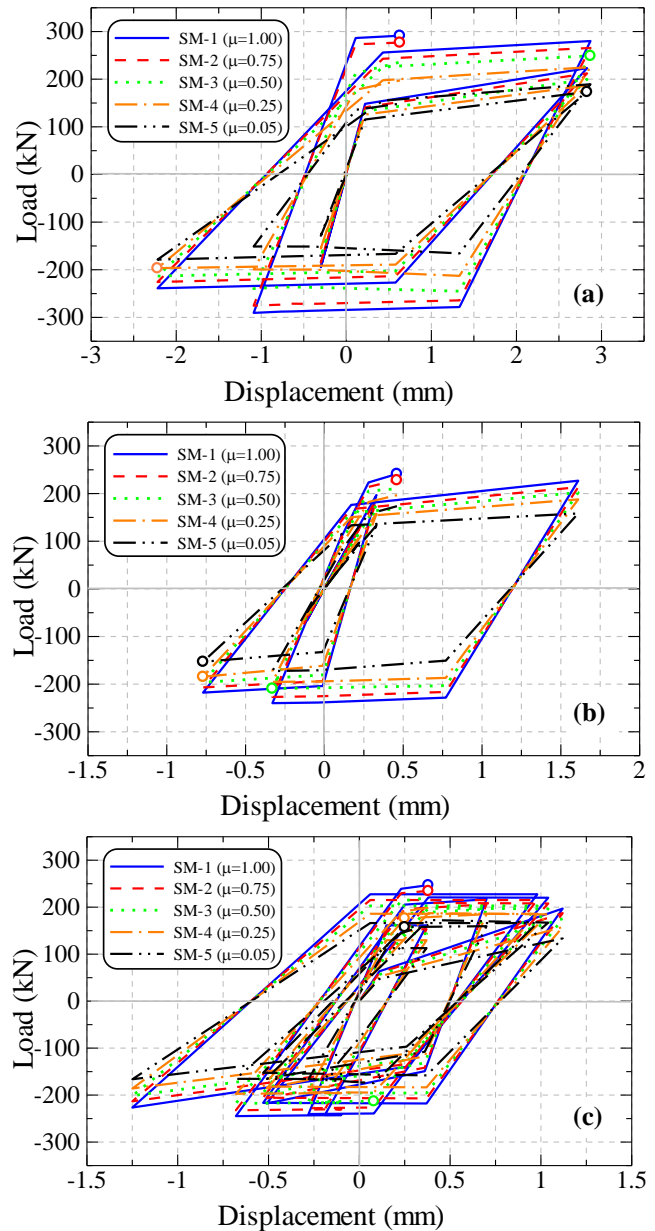 300
200
100
0
-100
-200
-300
Load (kN)
SM-1 (μ=1.00)
SM-2 (μ=0.75)
SM-3 (μ=0.50)
SM-4 (μ=0.25)
SM-5 (μ=0.05)
(a)
-3 -2 -1 0 1 2 3 3.5
Displacement (mm)
300
200
100
0
-100
-200
-300
Load (kN)
SM-1 (μ=1.00)
SM-2 (μ=0.75)
SM-3 (μ=0.50)
SM-4 (μ=0.25)
SM-5 (μ=0.05)
(b)
-1.5 -1 -0.5 0 0.5 1 1.5 2
Displacement (mm)
300
200
100
0
-100
-200
-300
Load (kN)
SM-1 (μ=1.00)
SM-2 (μ=0.75)
SM-3 (μ=0.50)
SM-4 (μ=0.25)
SM-5 (μ=0.05)
(c)
-1.5 -1 -0.5 0 0.5 1 1.5
Displacement (mm)